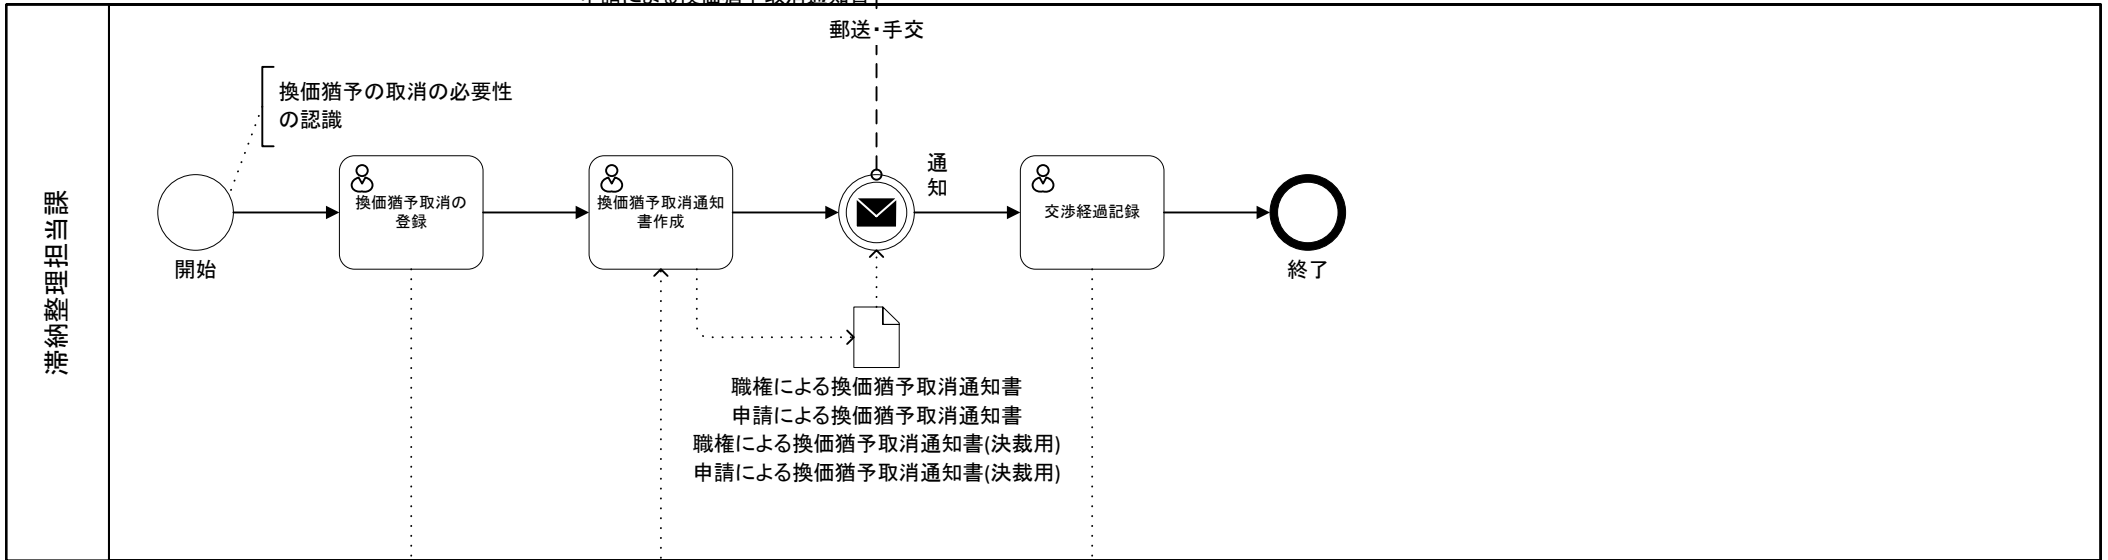 郵送・手交
換価猶予の取消の必要性
の認識
滞納整理担当課
開始
換価猶予取消の
登録
換価猶予取消通知
書作成
通
知
交渉経過記録
終了
職権による換価猶予取消通知書
申請による換価猶予取消通知書
職権による換価猶予取消通知書(決裁用)
申請による換価猶予取消通知書(決裁用)